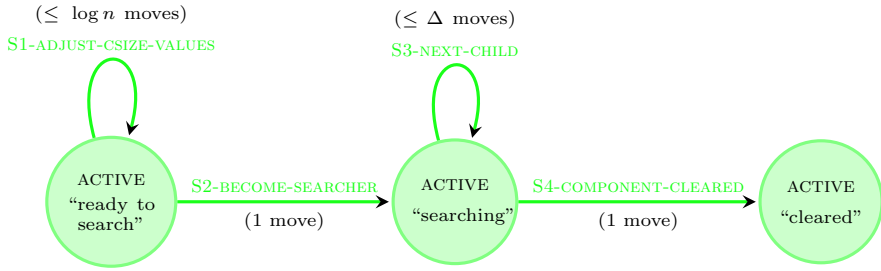 (≤ log n moves)
S1-ADJUST-CSIZE-VALUES
(≤ Δ moves)
S3-NEXT-CHILD
ACTIVE
“ready to
search”
S2-BECOME-SEARCHER
(1 move)
ACTIVE
“searching”
S4-COMPONENT-CLEARED
(1 move)
ACTIVE
“cleared”